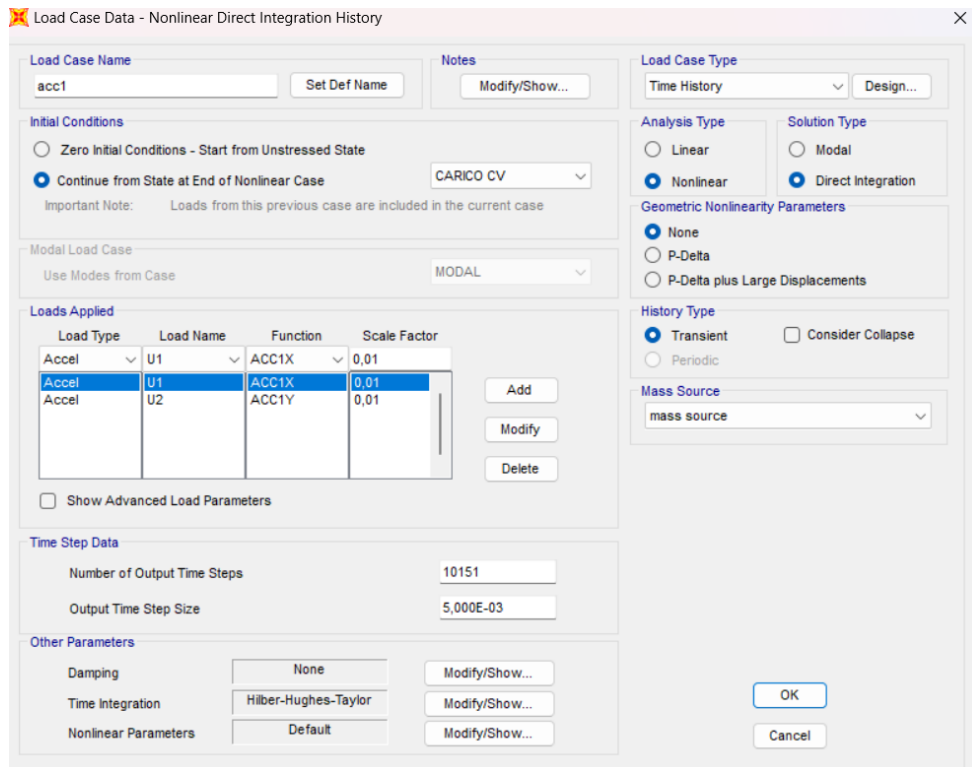 Load Case Data - Nonlinear Direct Integration History
Load Case Name
acc1
Set Def Name
Notes
Modify/Show...
Load Case Type
Time History
Design...
Initial Conditions
Zero Initial Conditions - Start from Unstressed State
Continue from State at End of Nonlinear Case
CARICO CV
Important Note: Loads from this previous case are included in the current case
Analysis Type
Linear
Nonlinear
Solution Type
Modal
Direct Integration
Geometric Nonlinearity Parameters
None
P-Delta
P-Delta plus Large Displacements
Modal Load Case
Use Modes from Case
MODAL
Loads Applied
Load Type Load Name Function Scale Factor
Accel U1 ACC1X 0,01
Accel U1 ACC1X 0,01
Accel U2 ACC1Y 0,01
Add
Modify
Delete
Show Advanced Load Parameters
History Type
Transient
Consider Collapse
Periodic
Mass Source
mass source
Time Step Data
Number of Output Time Steps 10151
Output Time Step Size 5,000E-03
Other Parameters
Damping None Modify/Show...
Time Integration Hilber-Hughes-Taylor Modify/Show...
Nonlinear Parameters Default Modify/Show...
OK
Cancel